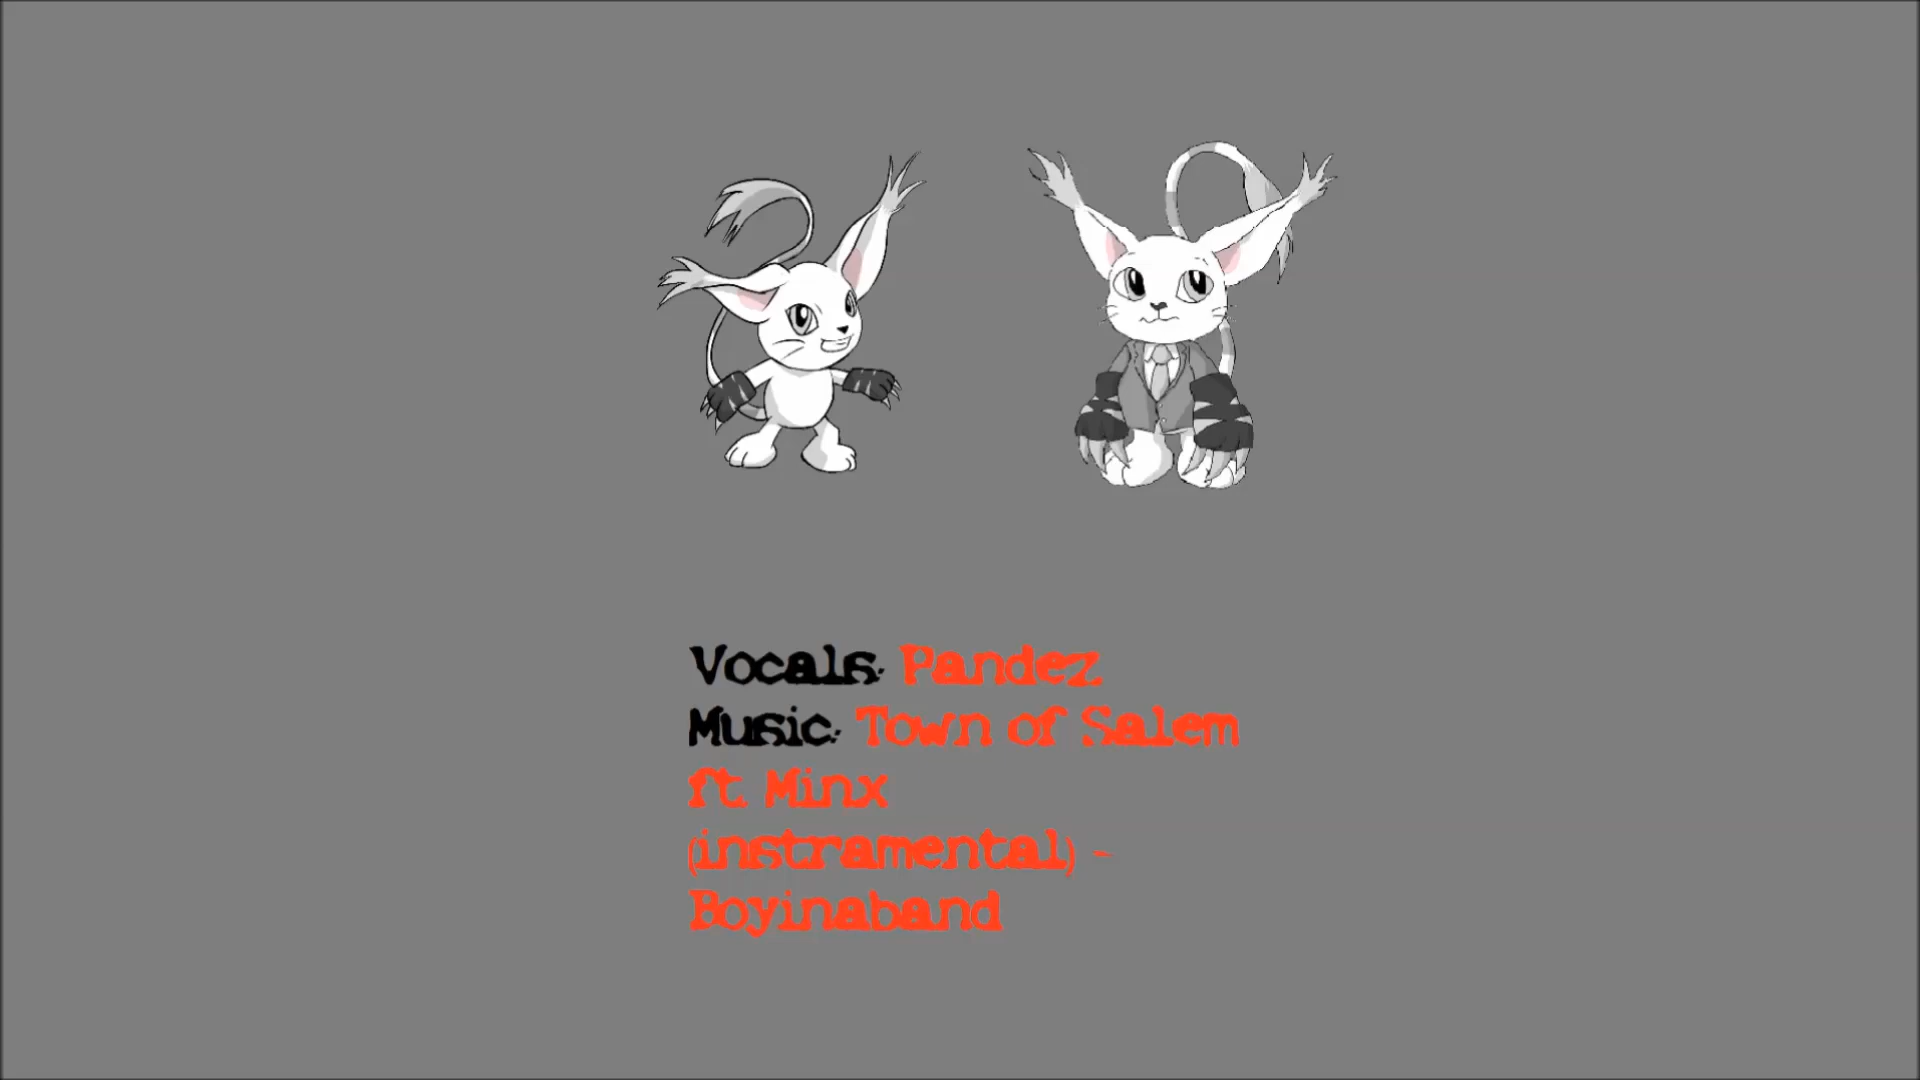 Vocals: Pandez
Music: Town of Salem
ft Minx
(instramental) -
Boyinaband